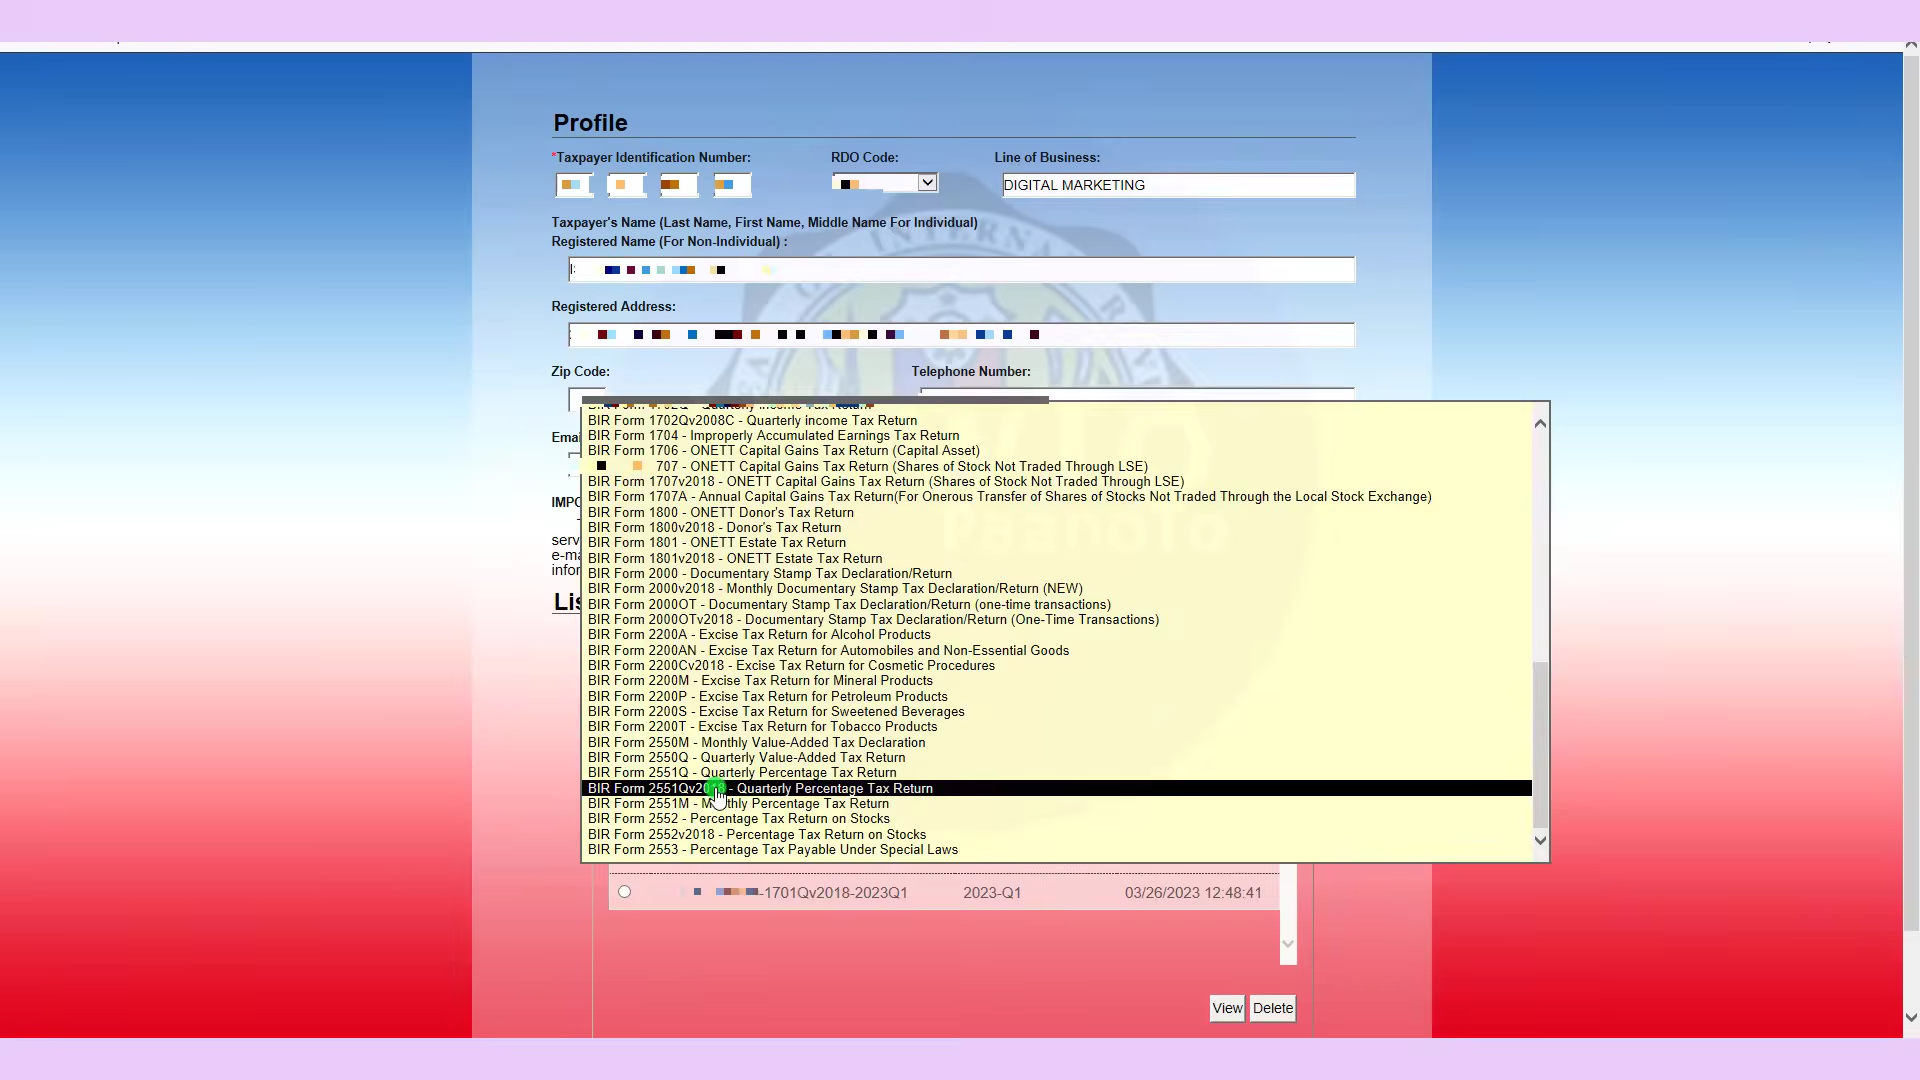 Profile
*Taxpayer Identification Number:
RDO Code:
Line of Business:
DIGITAL MARKETING
Taxpayer's Name (Last Name, First Name, Middle Name For Individual)
Registered Name (For Non-Individual) :
Registered Address:
Zip Code:
Telephone Number:
BIR Form 1702Q - Quarterly Income Tax Return
BIR Form 1702Qv2008C - Quarterly income Tax Return
BIR Form 1704 - Improperly Accumulated Earnings Tax Return
BIR Form 1706 - ONETT Capital Gains Tax Return (Capital Asset)
707 - ONETT Capital Gains Tax Return (Shares of Stock Not Traded Through LSE)
BIR Form 1707v2018 - ONETT Capital Gains Tax Return (Shares of Stock Not Traded Through LSE)
BIR Form 1707A - Annual Capital Gains Tax Return(For Onerous Transfer of Shares of Stocks Not Traded Through the Local Stock Exchange)
BIR Form 1800 - ONETT Donor's Tax Return
BIR Form 1800v2018 - Donor's Tax Return
BIR Form 1801 - ONETT Estate Tax Return
BIR Form 1801v2018 - ONETT Estate Tax Return
BIR Form 2000 - Documentary Stamp Tax Declaration/Return
BIR Form 2000v2018 - Monthly Documentary Stamp Tax Declaration/Return (NEW)
BIR Form 2000OT - Documentary Stamp Tax Declaration/Return (one-time transactions)
BIR Form 2000OTv2018 - Documentary Stamp Tax Declaration/Return (One-Time Transactions)
BIR Form 2200A - Excise Tax Return for Alcohol Products
BIR Form 2200AN - Excise Tax Return for Automobiles and Non-Essential Goods
BIR Form 2200Cv2018 - Excise Tax Return for Cosmetic Procedures
BIR Form 2200M - Excise Tax Return for Mineral Products
BIR Form 2200P - Excise Tax Return for Petroleum Products
BIR Form 2200S - Excise Tax Return for Sweetened Beverages
BIR Form 2200T - Excise Tax Return for Tobacco Products
BIR Form 2550M - Monthly Value-Added Tax Declaration
BIR Form 2550Q - Quarterly Value-Added Tax Return
BIR Form 2551Q - Quarterly Percentage Tax Return
BIR Form 2551Qv2018 - Quarterly Percentage Tax Return
BIR Form 2551M - Monthly Percentage Tax Return
BIR Form 2552 - Percentage Tax Return on Stocks
BIR Form 2552v2018 - Percentage Tax Return on Stocks
BIR Form 2553 - Percentage Tax Payable Under Special Laws
PaanoTo
-1701Qv2018-2023Q1
2023-Q1
03/26/2023 12:48:41
View
Delete